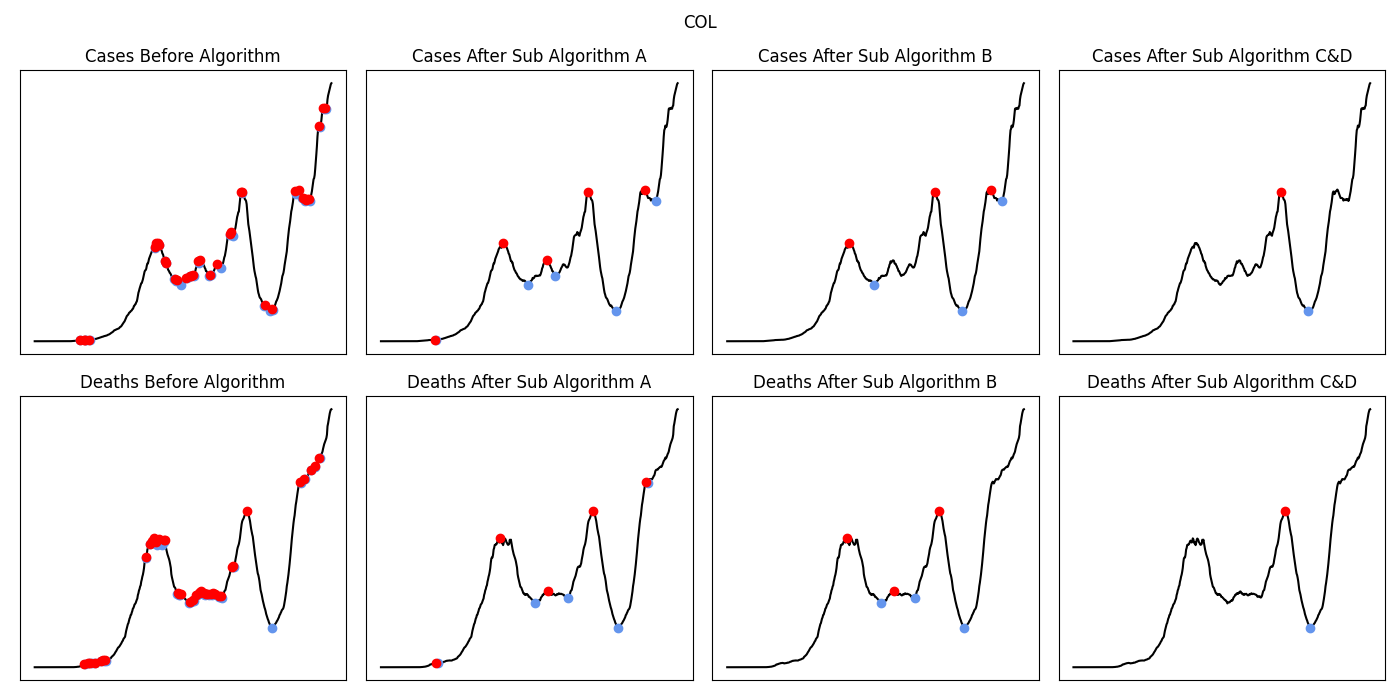 COL
Cases Before Algorithm
Cases After Sub Algorithm A
Cases After Sub Algorithm B
Cases After Sub Algorithm C&D
Deaths Before Algorithm
Deaths After Sub Algorithm A
Deaths After Sub Algorithm B
Deaths After Sub Algorithm C&D